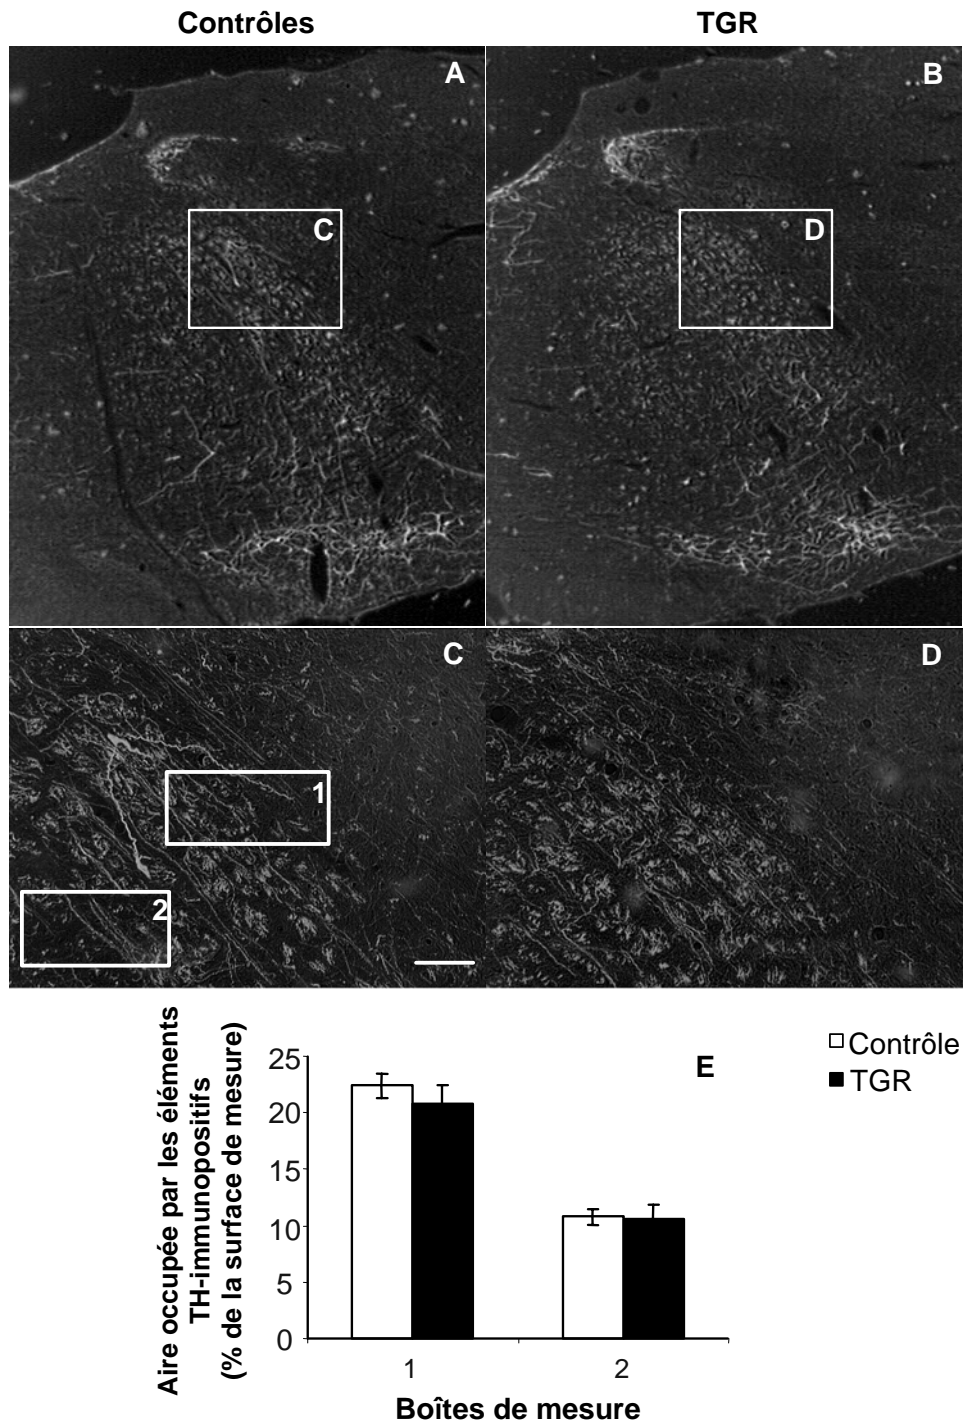 Contrôles
TGR
A
B
C
D
C
D
1
2
E
Contrôle
TGR
Aire occupée par les éléments
TH-immunopositifs
(% de la surface de mesure)
25
20
15
10
5
0
1
2
Boîtes de mesure